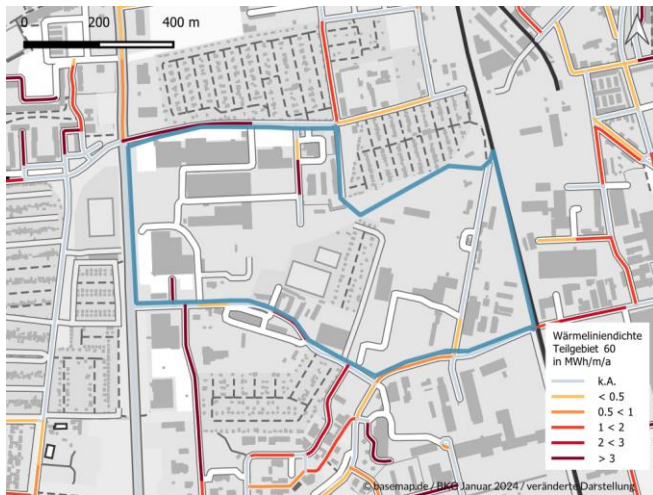 0 200 400 m
Wärmeliniendichte
Teilgebiet 60
in MWh/m/a
k.A.
< 0.5
0.5 < 1
1 < 2
2 < 3
> 3
© basemap.de / BKG Januar 2024 / veränderte Darstellung